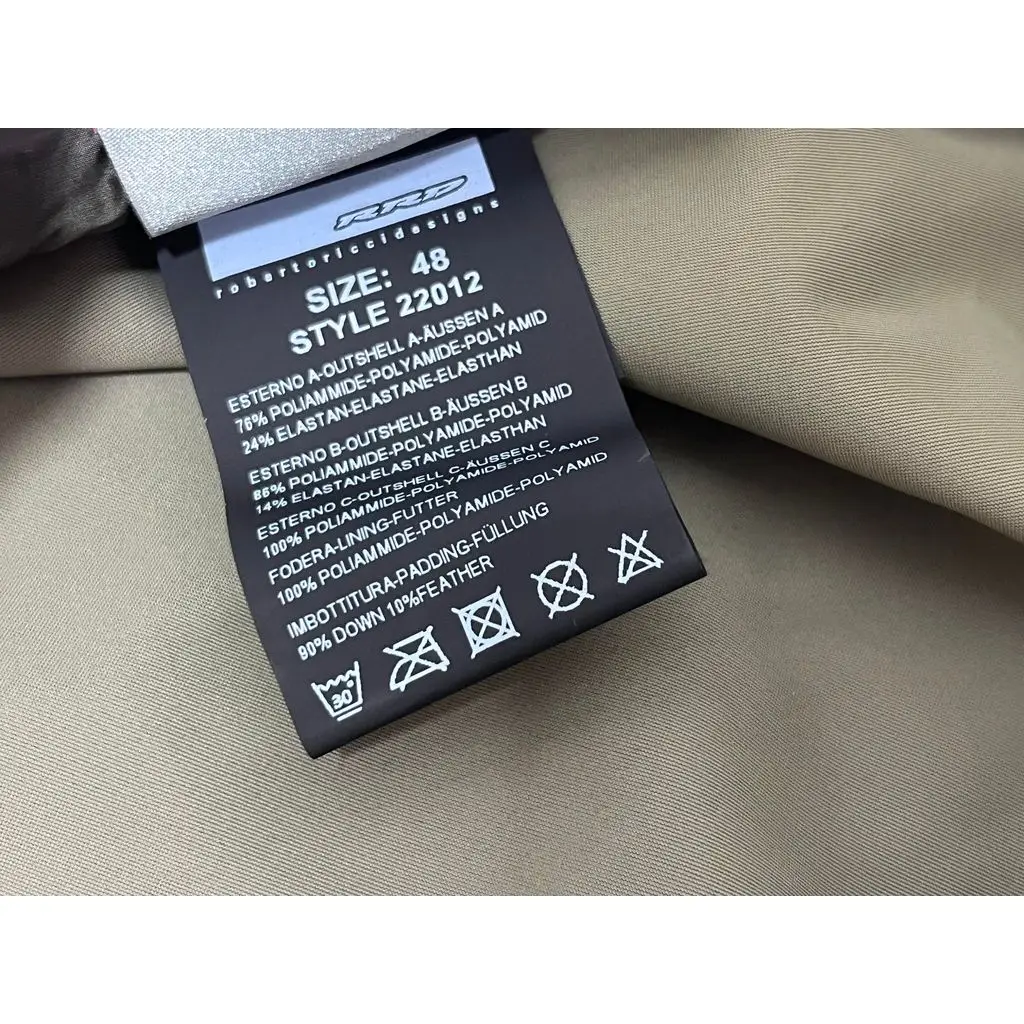 RRD
robertoriccidesigns
SIZE: 48
STYLE 22012
ESTERNO A-OUTSHELL A-ÄUSSEN A
76% POLIAMMIDE-POLYAMIDE-POLYAMID
24% ELASTAN-ELASTANE-ELASTHAN
ESTERNO B-OUTSHELL B-ÄUSSEN B
86% POLIAMMIDE-POLYAMIDE-POLYAMID
14% ELASTAN-ELASTANE-ELASTHAN
ESTERNO C-OUTSHELL C-ÄUSSEN C
100% POLIAMMIDE-POLYAMIDE-POLYAMID
FODERA-LINING-FUTTER
100% POLIAMMIDE-POLYAMIDE-POLYAMID
IMBOTTITURA-PADDING-FÜLLUNG
90% DOWN 10%FEATHER
30°